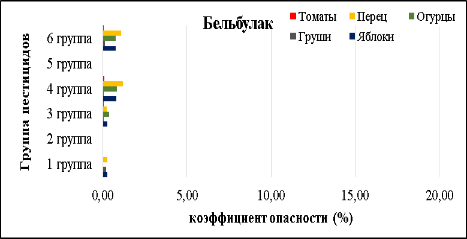 Бельбулак
Томаты Перец Огурцы
Груши Яблоки
Группа пестицидов
6 группа
5 группа
4 группа
3 группа
2 группа
1 группа
0,00 5,00 10,00 15,00 20,00
коэффициент опасности (%)